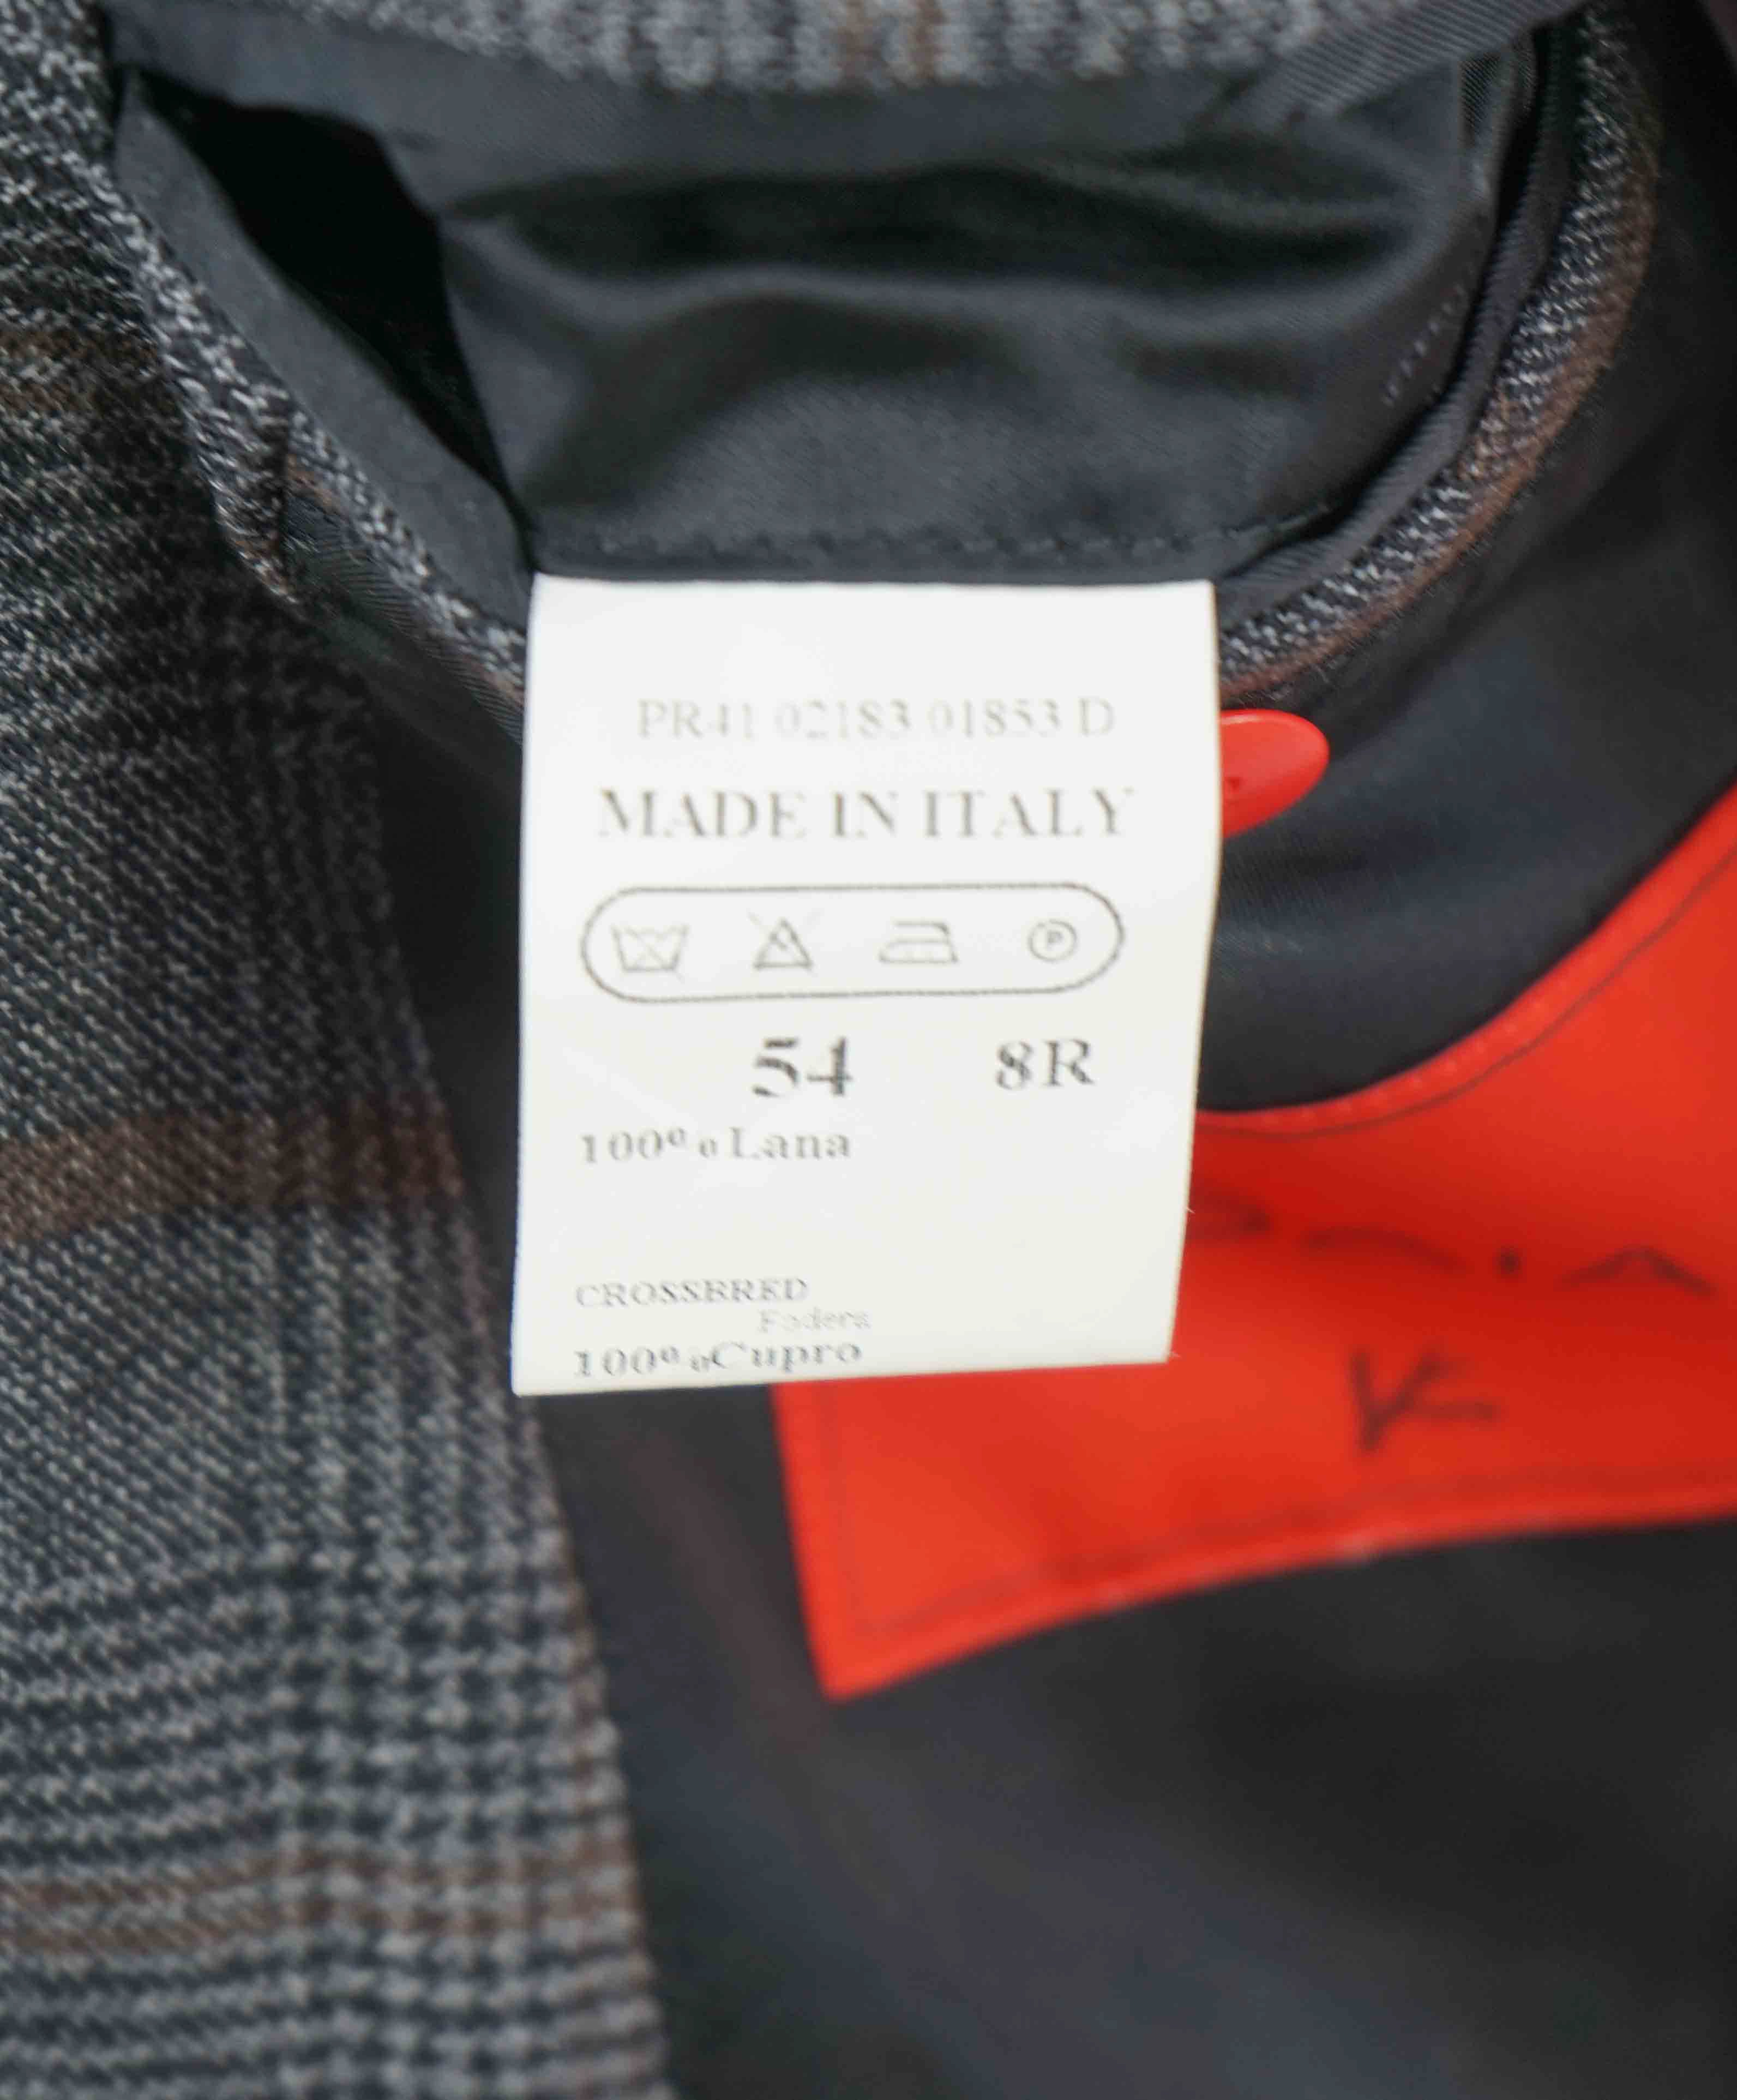 PR41 02183 01853 D
MADE IN ITALY
P
54 8R
100% Lana
CROSSBRED
Fodera
100% Cupro
K